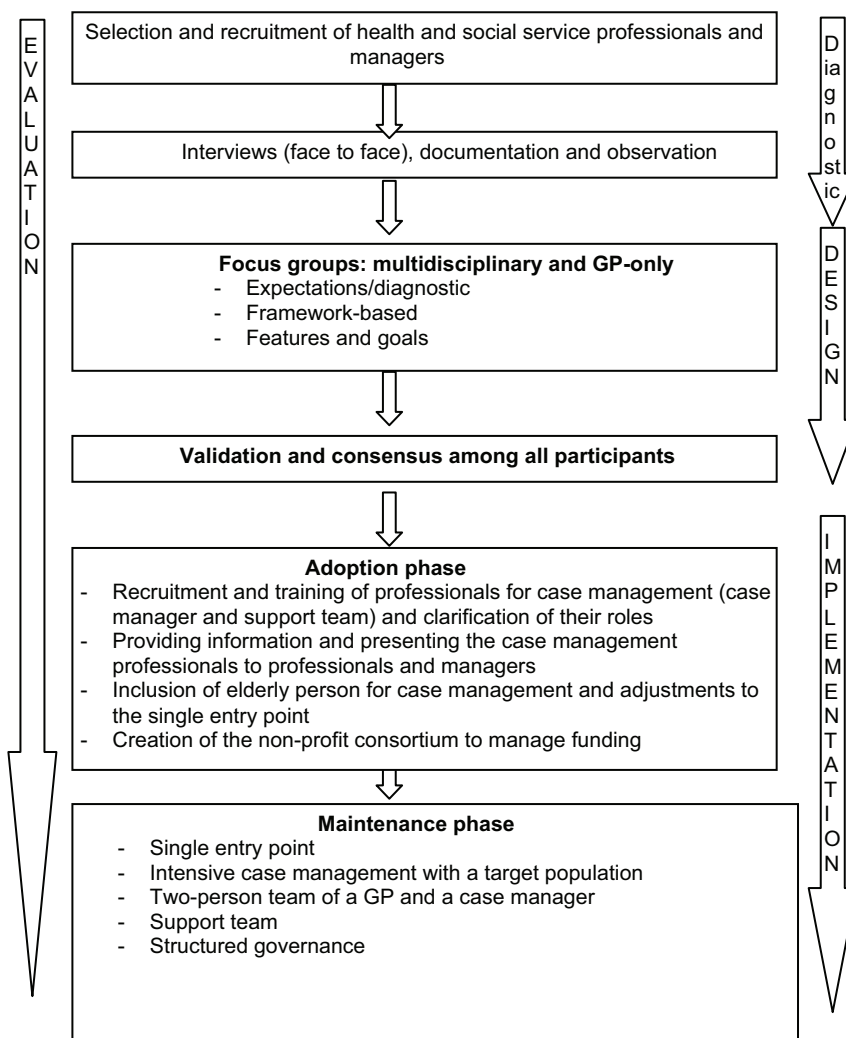 EVALUATION
Selection and recruitment of health and social service professionals and
managers
Diagnostic
Interviews (face to face), documentation and observation
DESIGN
Focus groups: multidisciplinary and GP-only
- Expectations/diagnostic
- Framework-based
- Features and goals
Validation and consensus among all participants
IMPLEMENTATION
Adoption phase
- Recruitment and training of professionals for case management (case
manager and support team) and clarification of their roles
- Providing information and presenting the case management
professionals to professionals and managers
- Inclusion of elderly person for case management and adjustments to
the single entry point
- Creation of the non-profit consortium to manage funding
Maintenance phase
- Single entry point
- Intensive case management with a target population
- Two-person team of a GP and a case manager
- Support team
- Structured governance